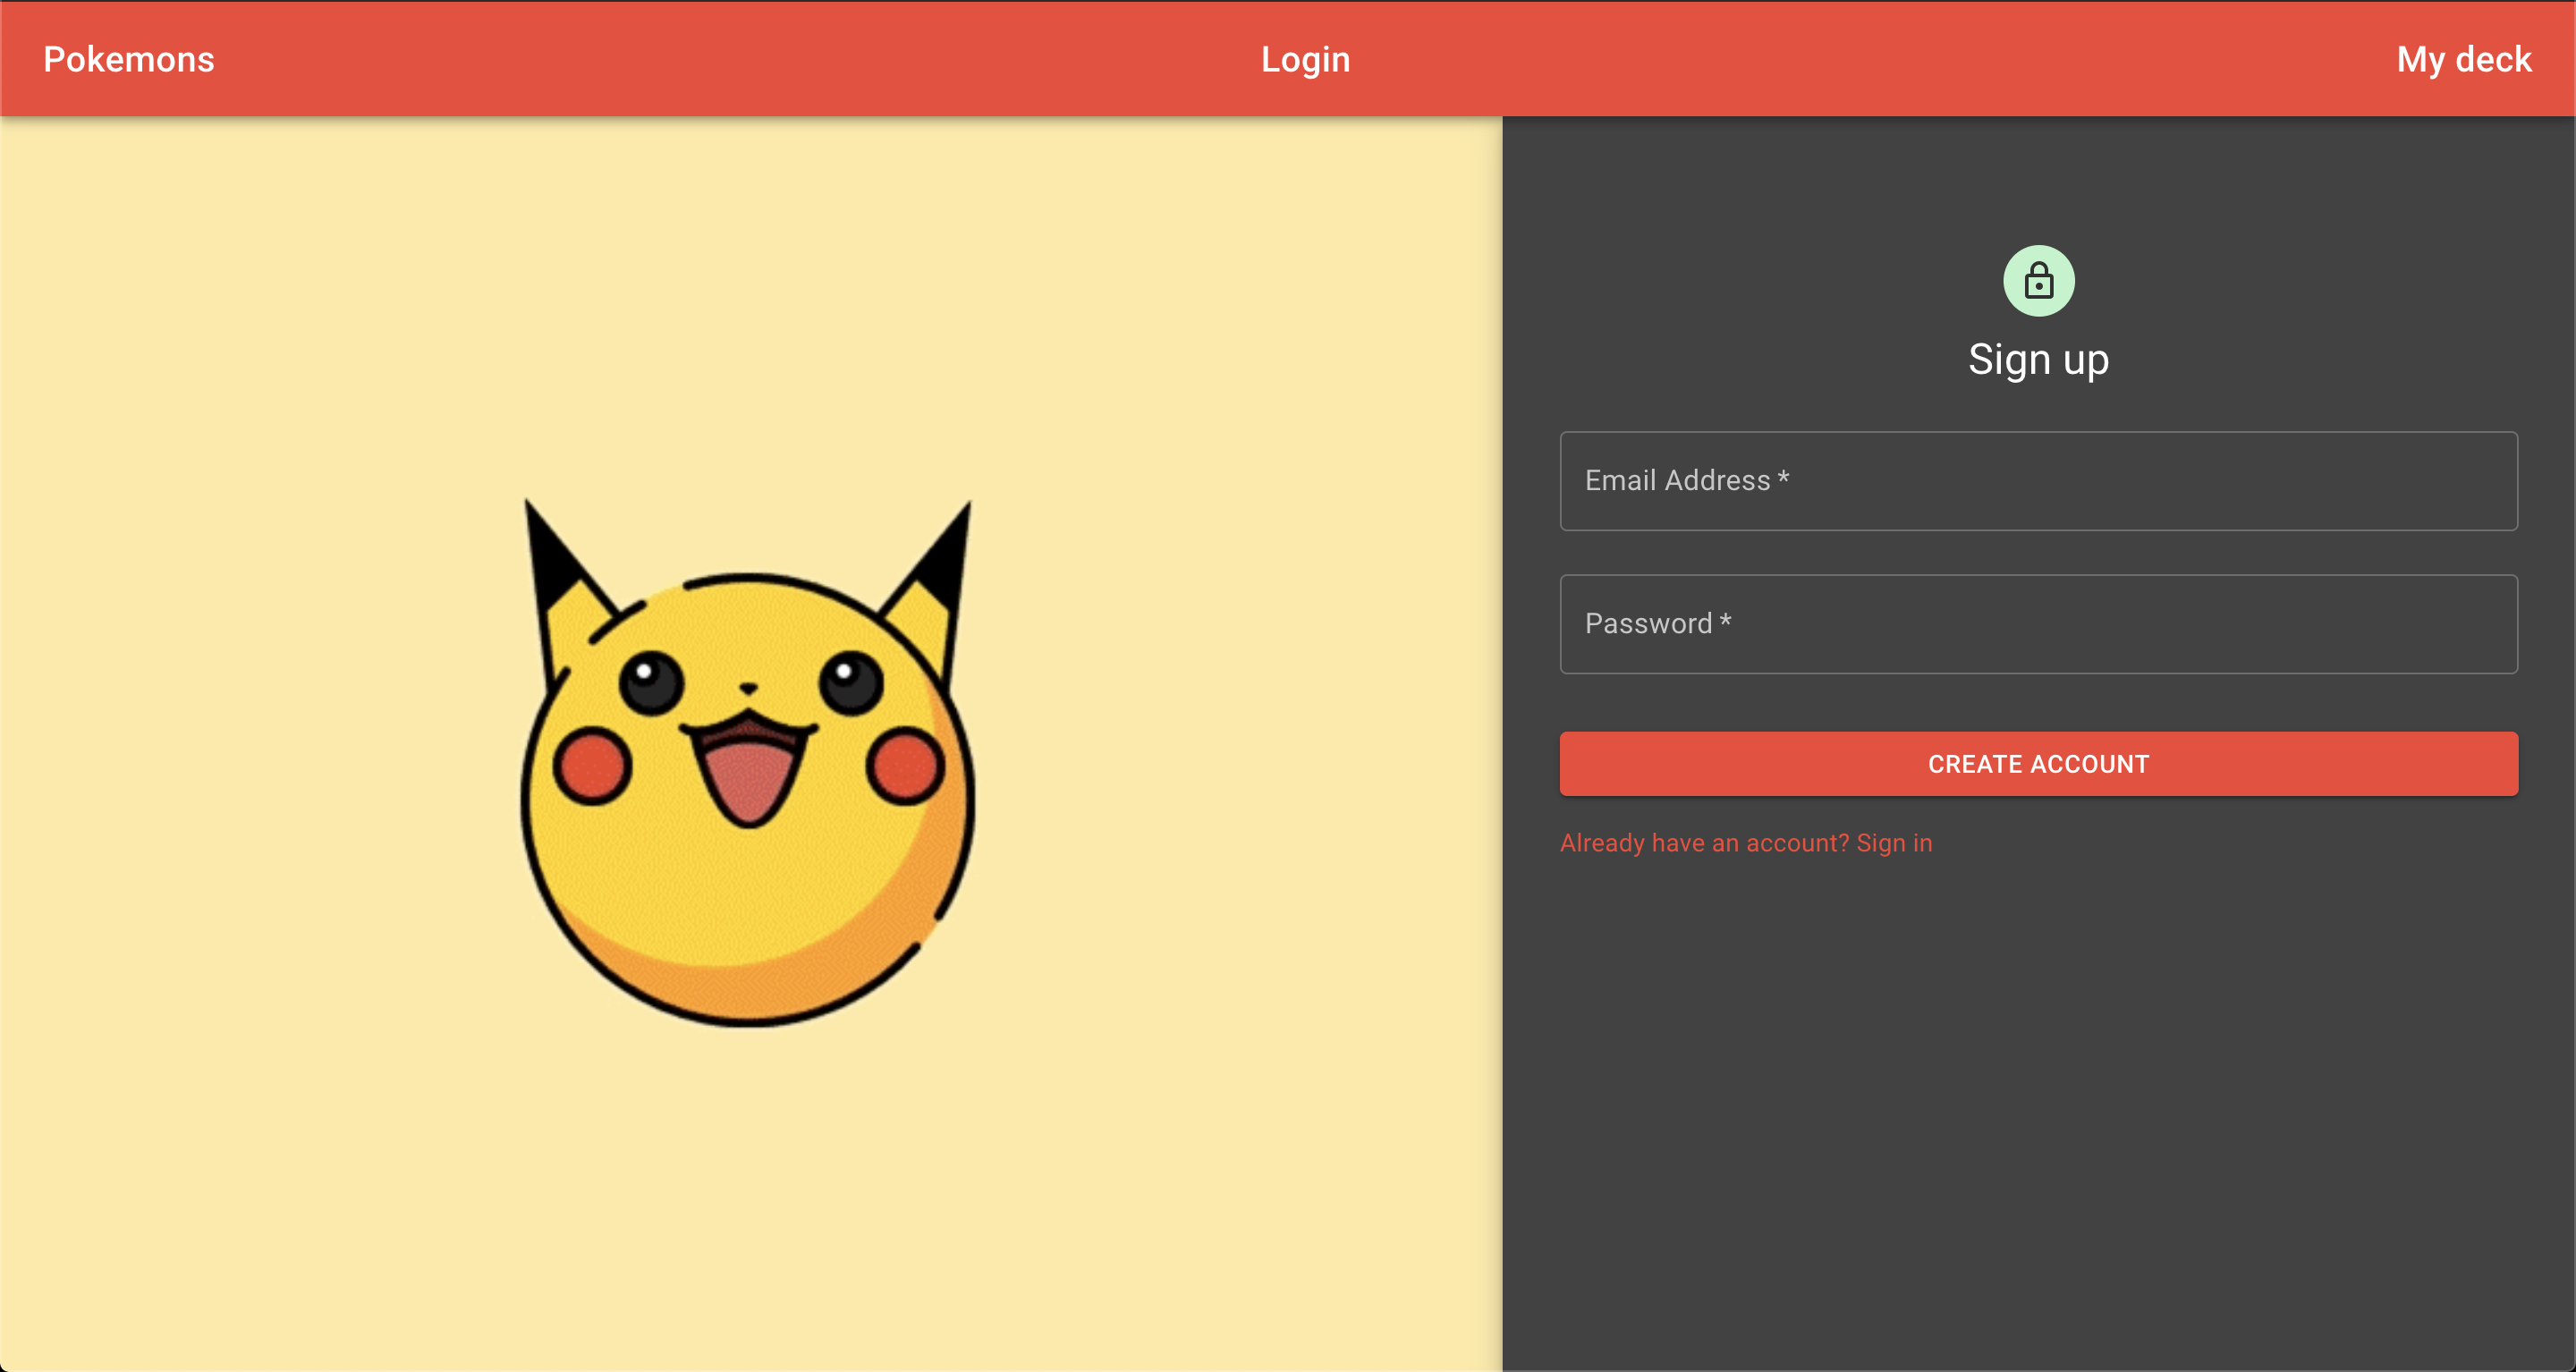 Pokemons
Login
My deck
Sign up
Email Address *
Password *
CREATE ACCOUNT
Already have an account? Sign in